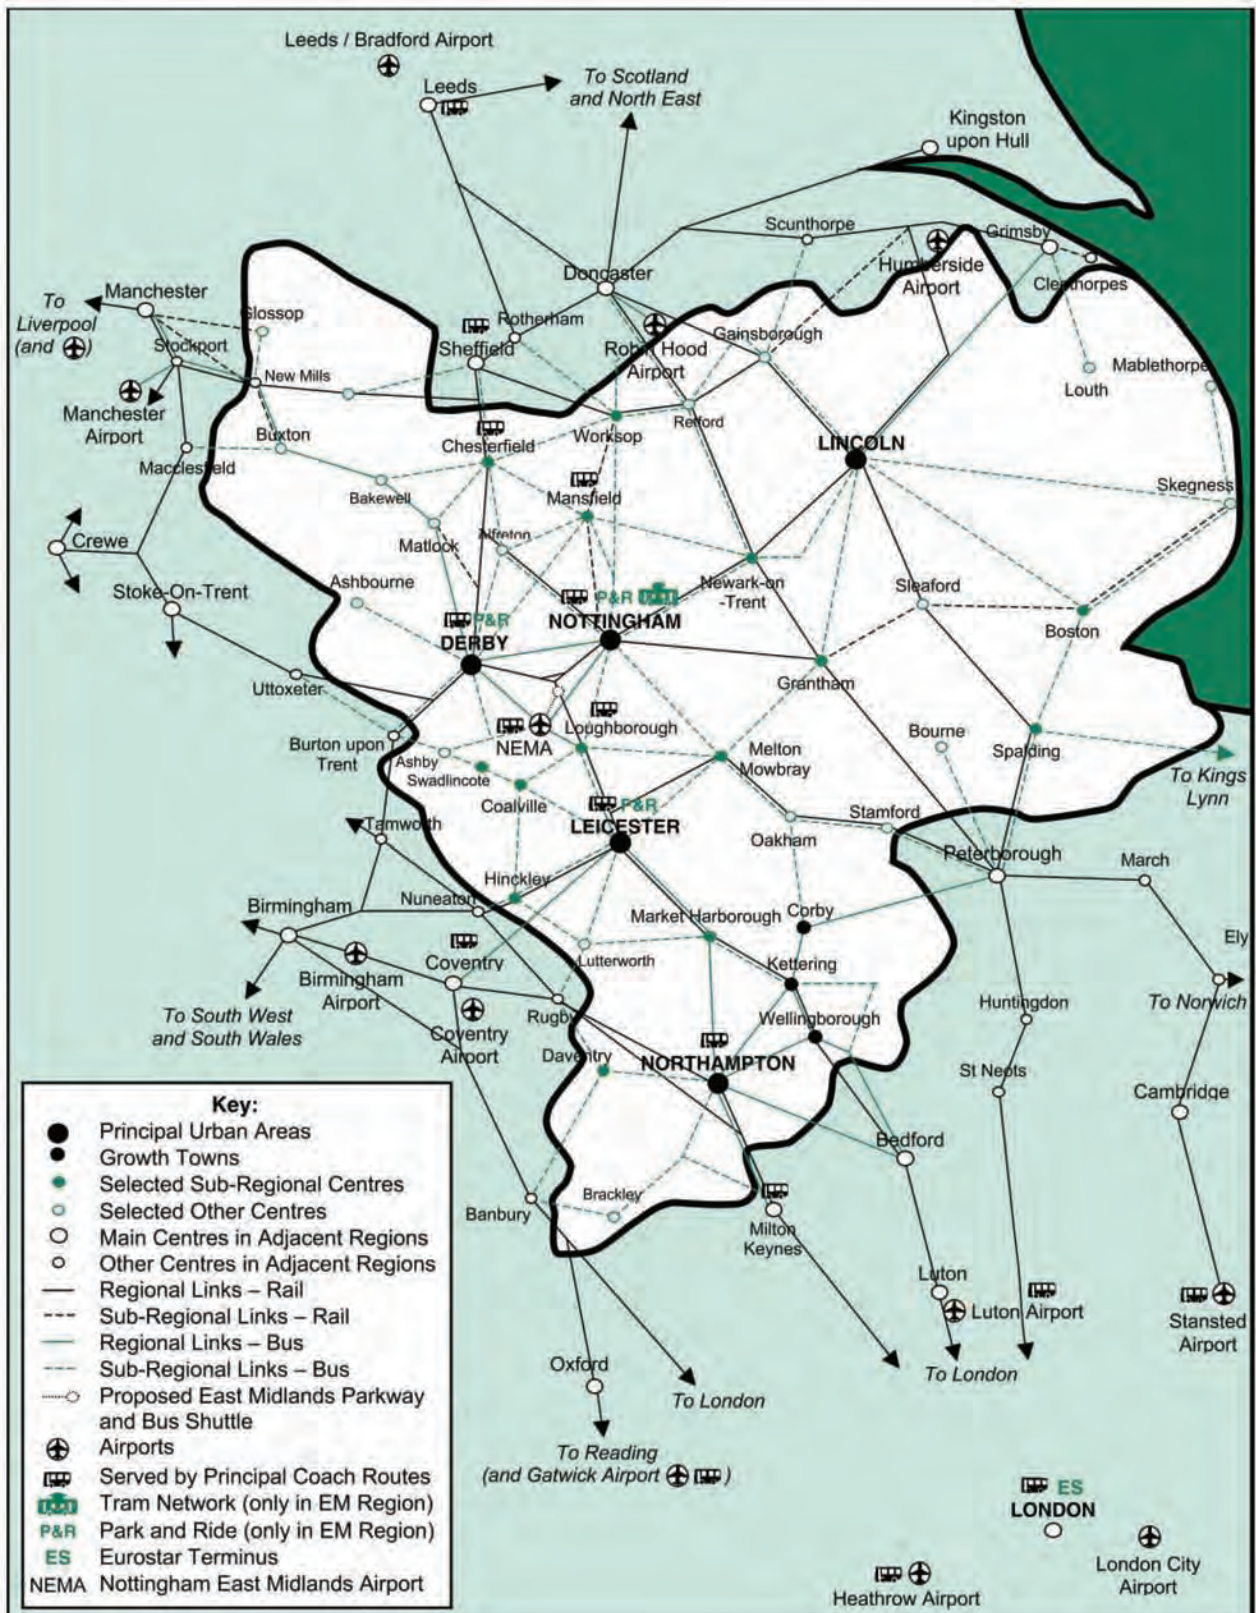 Leeds / Bradford Airport
Leeds
To Scotland
and North East
Kingston
upon Hull
Scunthorpe
Grimsby
Humberside
Airport
Cleethorpes
Doncaster
To
Liverpool
(and )
Manchester
Glossop
Stockport
Rotherham
Sheffield
Robin Hood
Airport
Gainsborough
Mablethorpe
Louth
New Mills
Manchester
Airport
Buxton
Macclesfield
Chesterfield
Worksop
Retford
LINCOLN
Skegness
Bakewell
Mansfield
Matlock
Alfreton
Crewe
Stoke-On-Trent
Ashbourne
P&R
P&R
NOTTINGHAM
DERBY
Newark-on
-Trent
Sleaford
Boston
Uttoxeter
Grantham
Burton upon
Trent
NEMA
Loughborough
Melton
Mowbray
Bourne
Spalding
To Kings
Lynn
Ashby
Swadlincote
Coalville
P&R
LEICESTER
Oakham
Stamford
Tamworth
Peterborough
March
Hinckley
Nuneaton
Birmingham
Market Harborough
Corby
Ely
Birmingham
Airport
Coventry
Lutterworth
Kettering
To South West
and South Wales
Coventry
Airport
Rugby
Wellingborough
Huntingdon
To Norwich
Daventry
NORTHAMPTON
St Neots
Cambridge
Bedford
Brackley
Banbury
Milton
Keynes
Luton
Luton Airport
Stansted
Airport
Oxford
To London
To London
To Reading
(and Gatwick Airport )
ES
LONDON
London City
Airport
Heathrow Airport
Key:
Principal Urban Areas
Growth Towns
Selected Sub-Regional Centres
Selected Other Centres
Main Centres in Adjacent Regions
Other Centres in Adjacent Regions
Regional Links – Rail
Sub-Regional Links – Rail
Regional Links – Bus
Sub-Regional Links – Bus
Proposed East Midlands Parkway
and Bus Shuttle
Airports
Served by Principal Coach Routes
Tram Network (only in EM Region)
P&R Park and Ride (only in EM Region)
ES Eurostar Terminus
NEMA Nottingham East Midlands Airport